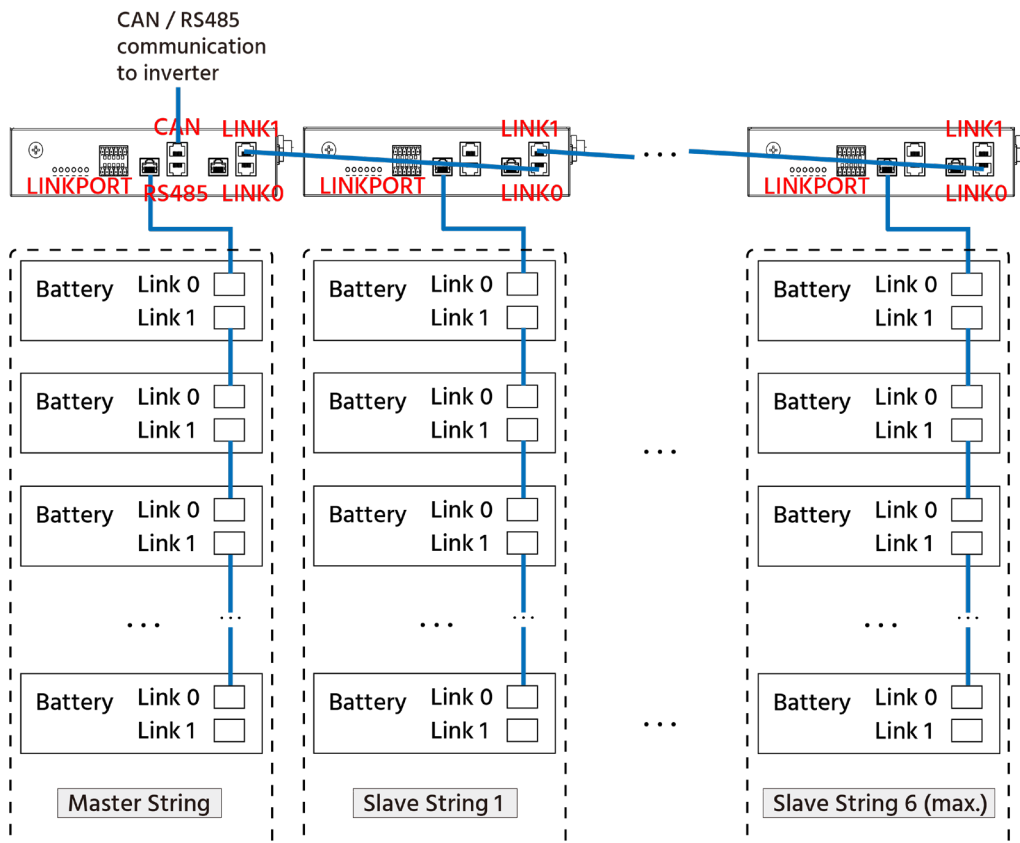 CAN / RS485
communication
to inverter
CAN LINK1 LINK1 LINK1
LINKPORT RS485 LINK0 LINKPORT LINK0 LINKPORT LINK0
Battery Link 0 Battery Link 0 Battery Link 0
Link 1 Link 1 Link 1
Battery Link 0 Battery Link 0 Battery Link 0
Link 1 Link 1 Link 1
Battery Link 0 Battery Link 0 Battery Link 0
Link 1 Link 1 Link 1
Battery Link 0 Battery Link 0 Battery Link 0
Link 1 Link 1 Link 1
Master String Slave String 1 Slave String 6 (max.)